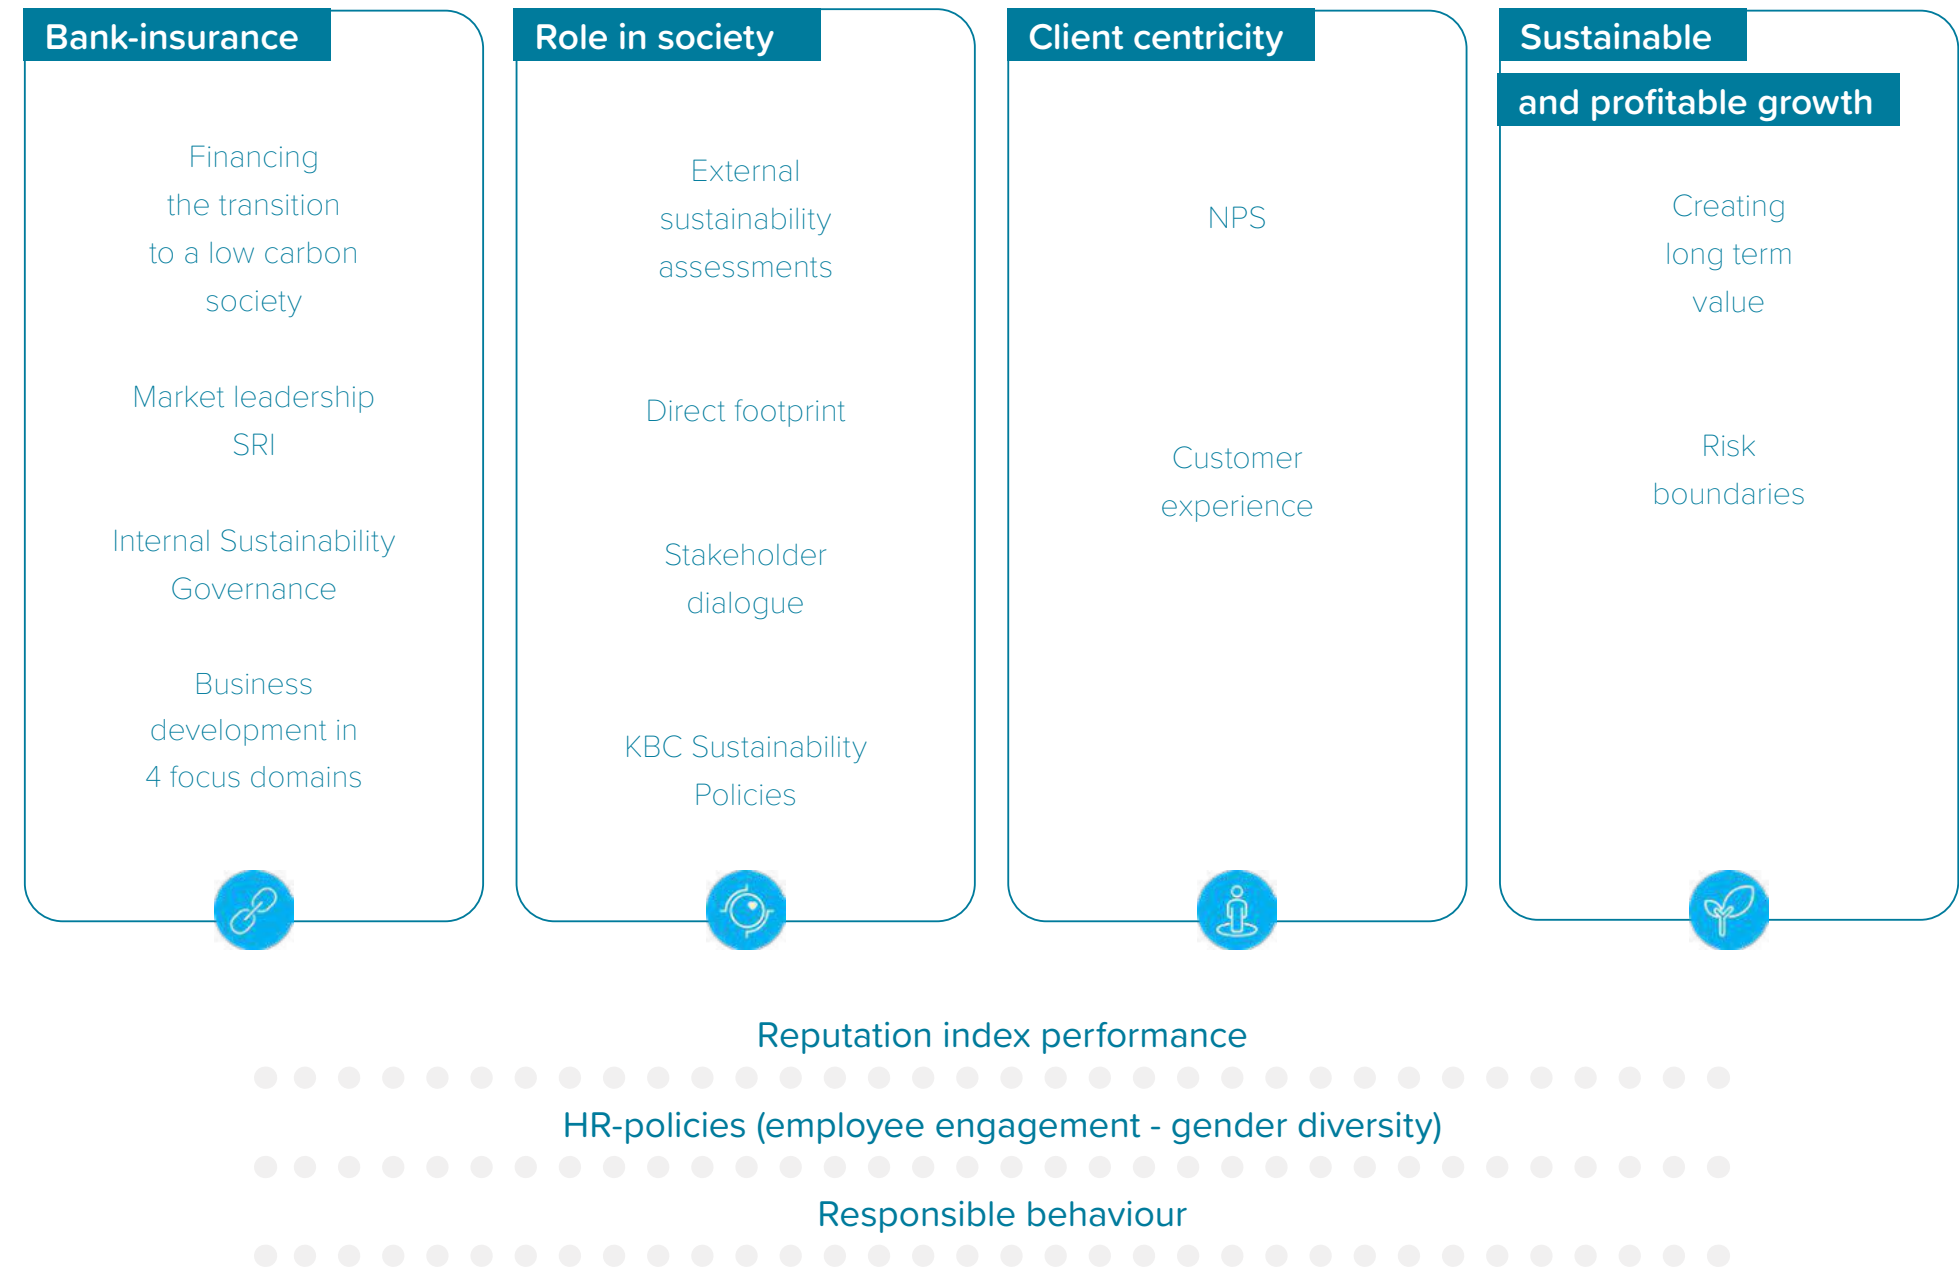 Bank-insurance
Financing
the transition
to a low carbon
society
Market leadership
SRI
Internal Sustainability
Governance
Business
development in
4 focus domains
Role in society
External
sustainability
assessments
Direct footprint
Stakeholder
dialogue
KBC Sustainability
Policies
Client centricity
NPS
Customer
experience
Sustainable
and profitable growth
Creating
long term
value
Risk
boundaries
Reputation index performance
HR-policies (employee engagement - gender diversity)
Responsible behaviour